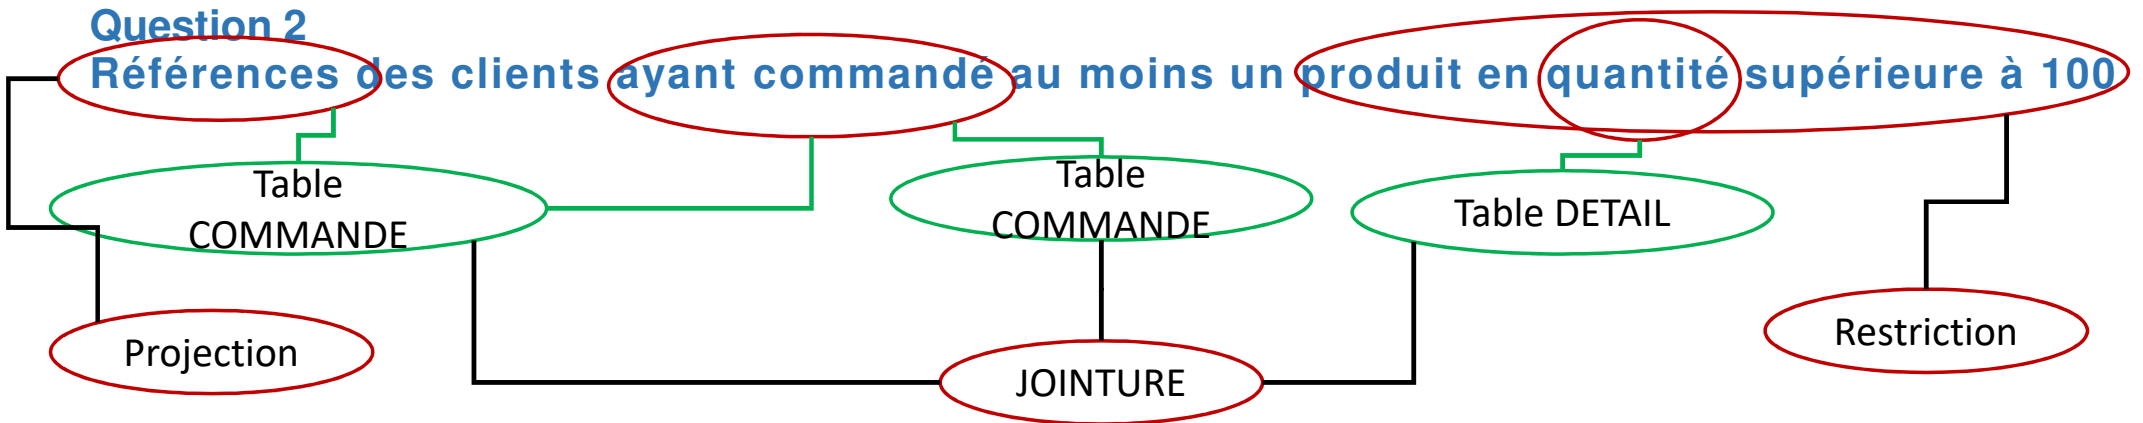 Question 2
Références des clients ayant commandé au moins un produit en quantité supérieure à 100
Table
COMMANDE
Table
COMMANDE
Table DETAIL
Projection
JOINTURE
Restriction